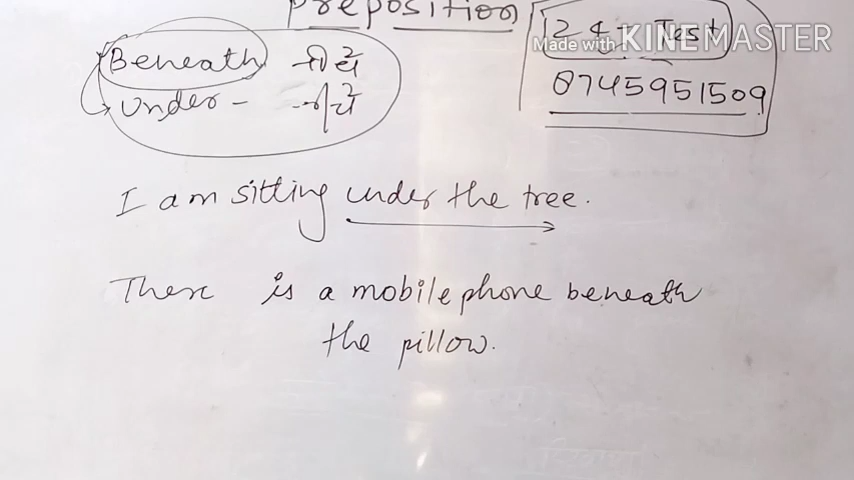 Preposition
Test
Made with KINEMASTER
8745951509
Beneath नीचे
Under - नीचे
I am sitting under the tree.
There is a mobile phone beneath
the pillow.